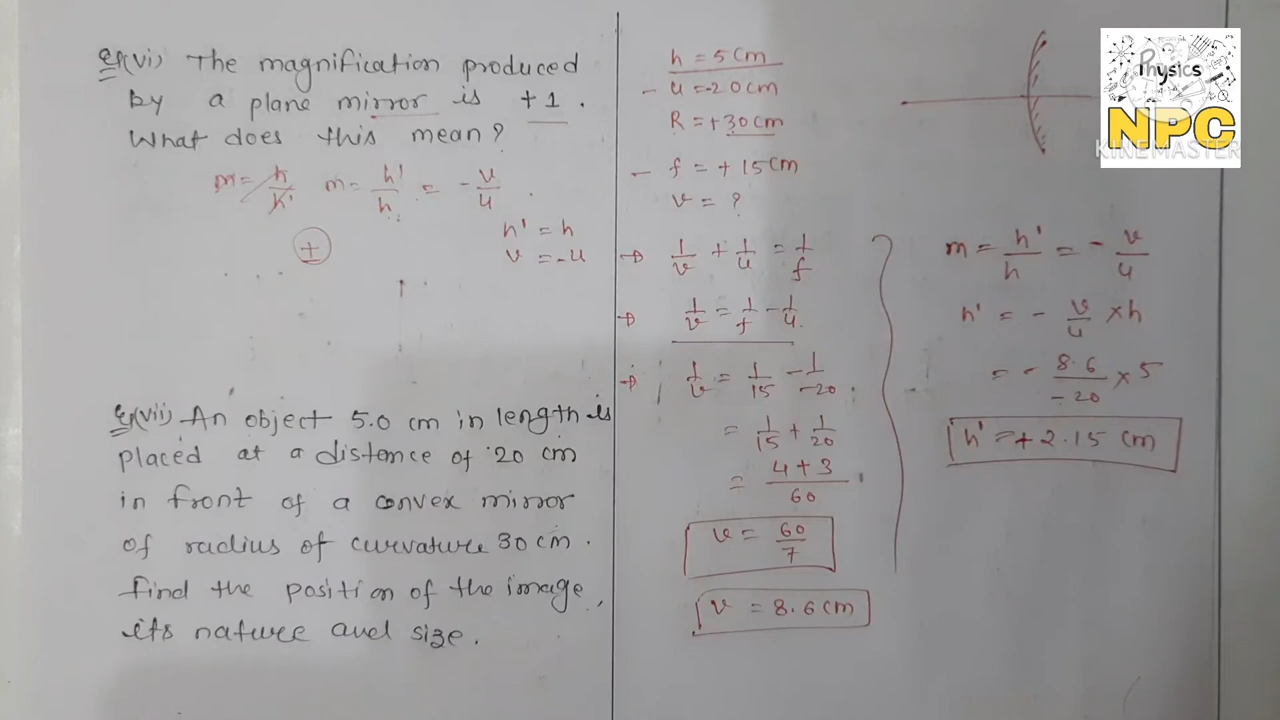 Ex(vi) The magnification produced
by a plane mirror is +1.
What does this mean?
m = h/h' m = h'/h = - v/u
h' = h
+
v = -u
Ex(vii) An object 5.0 cm in length is
placed at a distance of 20 cm
in front of a convex mirror
of radius of curvature 30 cm.
find the position of the image,
its nature and size.
h = 5 cm
- u = -20 cm
R = +30 cm
- f = + 15 cm
v = ?
→ 1/v + 1/u = 1/f
→ 1/v = 1/f - 1/u
→ 1/v = 1/15 - 1/-20
= 1/15 + 1/20
= 4+3/60
v = 60/7
v = 8.6 cm
m = h'/h = - v/u
h' = - v/u × h
= - 8.6/-20 × 5
h' = + 2.15 cm
Physics
NPC
KINEMASTER